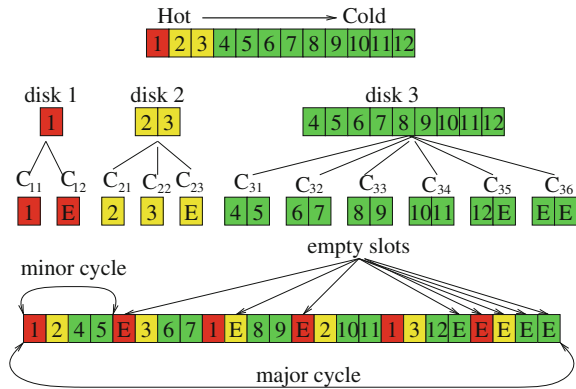 Hot Cold
1 2 3 4 5 6 7 8 9 10 11 12
disk 1 disk 2 disk 3
1 2 3 4 5 6 7 8 9 10 11 12
C11 C12 C21 C22 C23 C31 C32 C33 C34 C35 C36
1 E 2 3 E 4 5 6 7 8 9 10 11 12 E E E
empty slots
minor cycle
1 2 4 5 E 3 6 7 1 E 8 9 E 2 10 11 1 3 12 E E E E E
major cycle